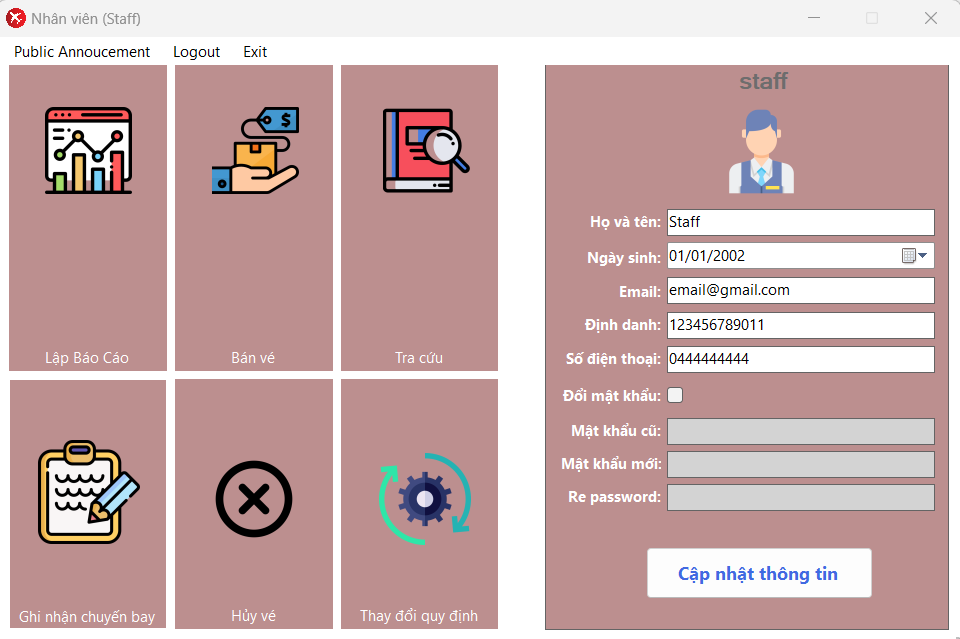 Nhân viên (Staff)
Public Annoucement Logout Exit
Lập Báo Cáo
Bán vé
Tra cứu
Ghi nhận chuyến bay
Hủy vé
Thay đổi quy định
$
staff
Họ và tên: Staff
Ngày sinh: 01/01/2002
Email: email@gmail.com
Định danh: 123456789011
Số điện thoại: 0444444444
Đổi mật khẩu:
Mật khẩu cũ:
Mật khẩu mới:
Re password:
Cập nhật thông tin